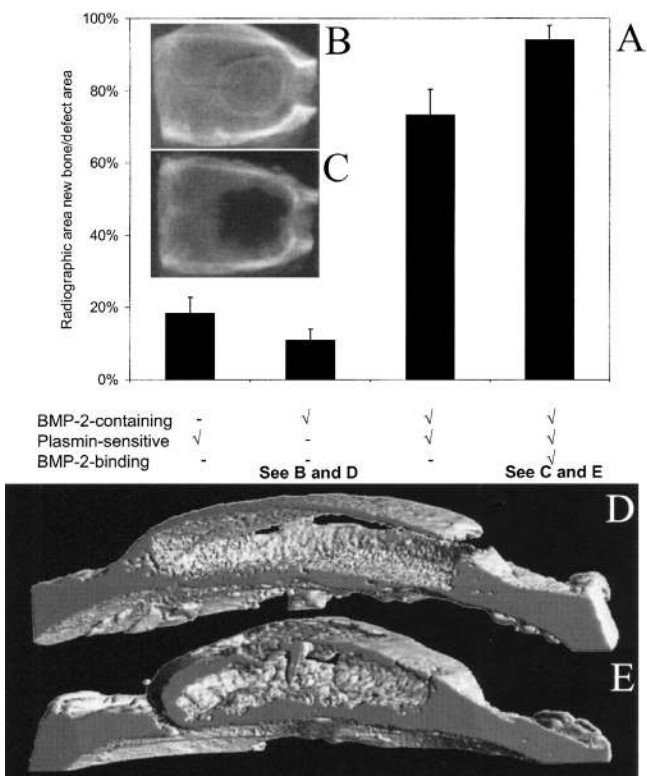 100%
B
A
80%
C
60%
40%
20%
0%
Radiographic area new bone/defect area
BMP-2-containing - √ √ √
Plasmin-sensitive √ - √ √
BMP-2-binding - - - √
See B and D See C and E
D
E